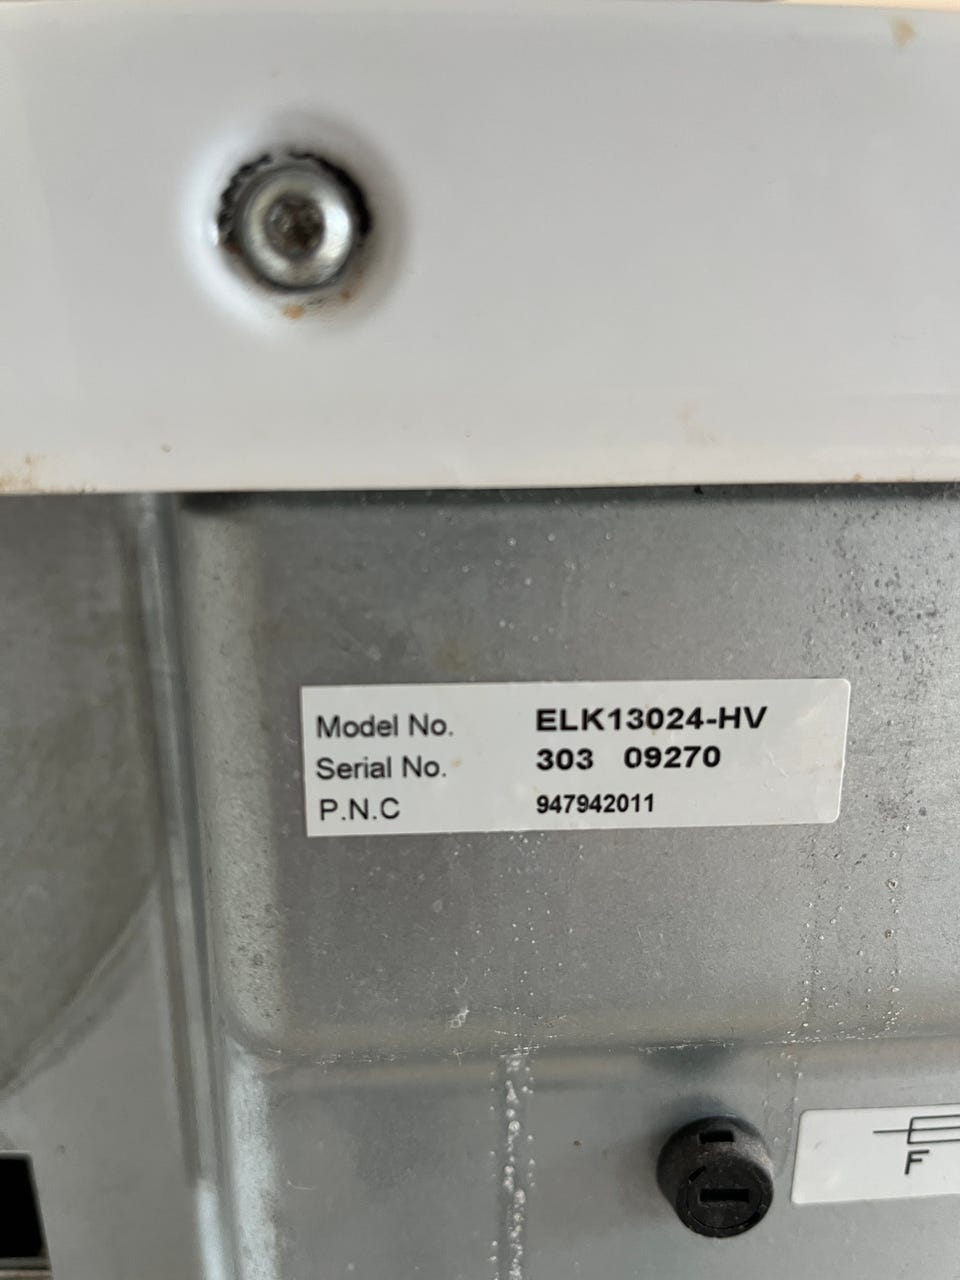 Model No. ELK13024-HV
Serial No. 303 09270
P.N.C 947942011
F